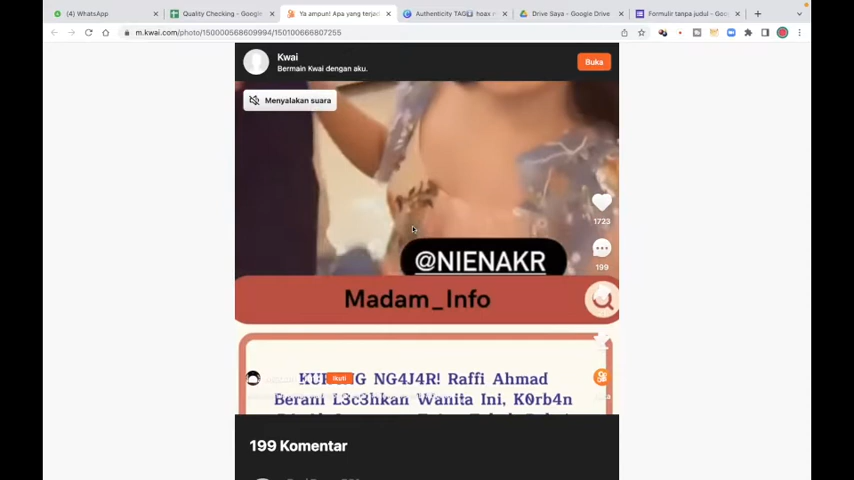 (4) WhatsApp
Quality Checking - Google
Ya ampun! Apa yang terjad
Authenticity TAG hoax
Drive Saya - Google Drive
Formulir tanpa judul - Goog
m.kwai.com/photo/150000568609994/150100666807255
Kwai
Bermain Kwai dengan aku.
Buka
Menyalakan suara
1723
199
@NIENAKR
Madam_Info
NG4J4R! Raffi Ahmad
Ikuti
Berani L3c3hkan Wanita Ini, K0rb4n
199 Komentar